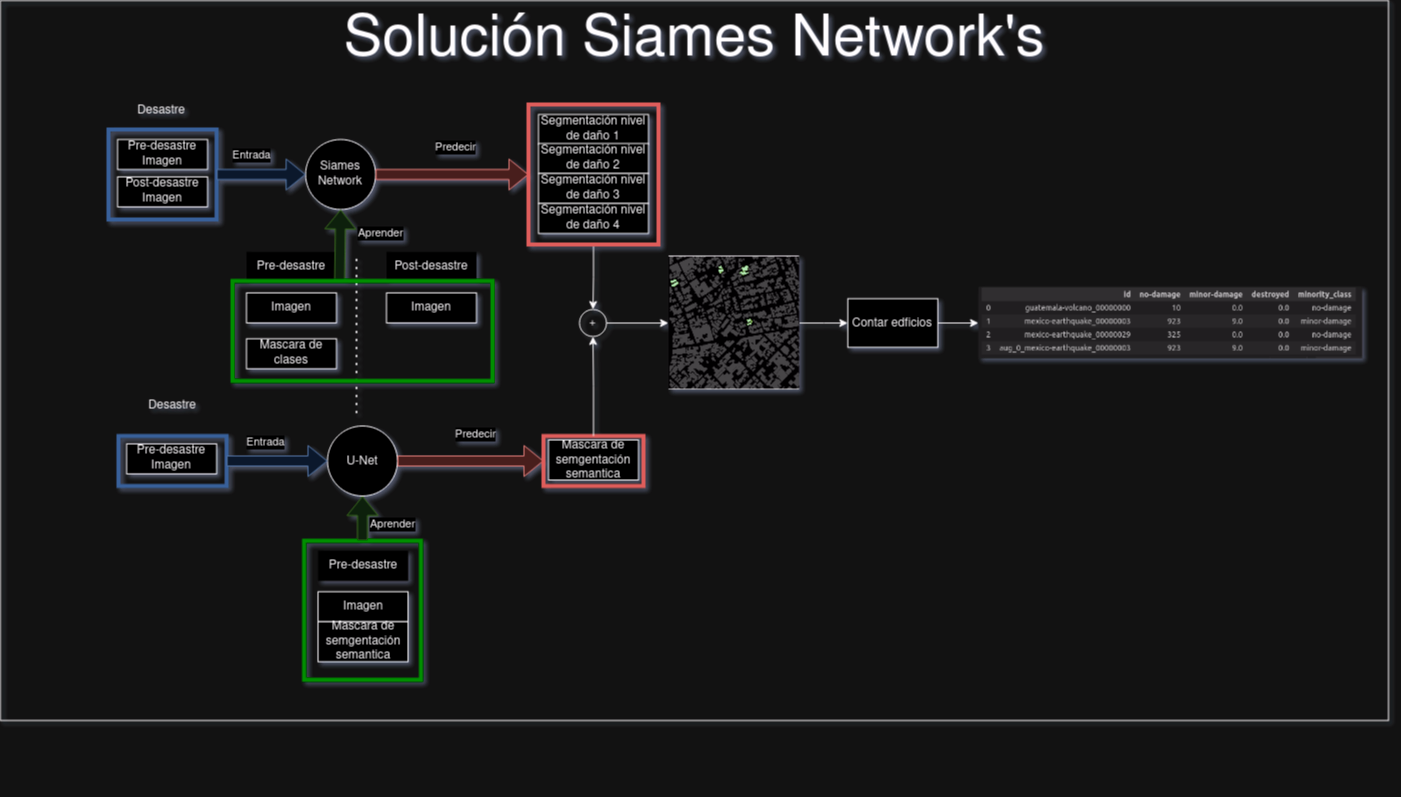 Solución Siames Network's
Desastre
Pre-desastre
Imagen
Post-desastre
Imagen
Entrada
Siames
Network
Predecir
Segmentación nivel
de daño 1
Segmentación nivel
de daño 2
Segmentación nivel
de daño 3
Segmentación nivel
de daño 4
Aprender
Pre-desastre
Post-desastre
Imagen
Imagen
Mascara de
clases
+
Contar edficios
id no-damage minor-damage destroyed minority_class
0 guatemala-volcano_00000000 10 0.0 0.0 no-damage
1 mexico-earthquake_00000003 923 9.0 0.0 minor-damage
2 mexico-earthquake_00000029 325 0.0 0.0 no-damage
3 aug_0_mexico-earthquake_00000003 923 9.0 0.0 minor-damage
Desastre
Pre-desastre
Imagen
Entrada
U-Net
Predecir
Mascara de
semgentación
semantica
Aprender
Pre-desastre
Imagen
Mascara de
semgentación
semantica